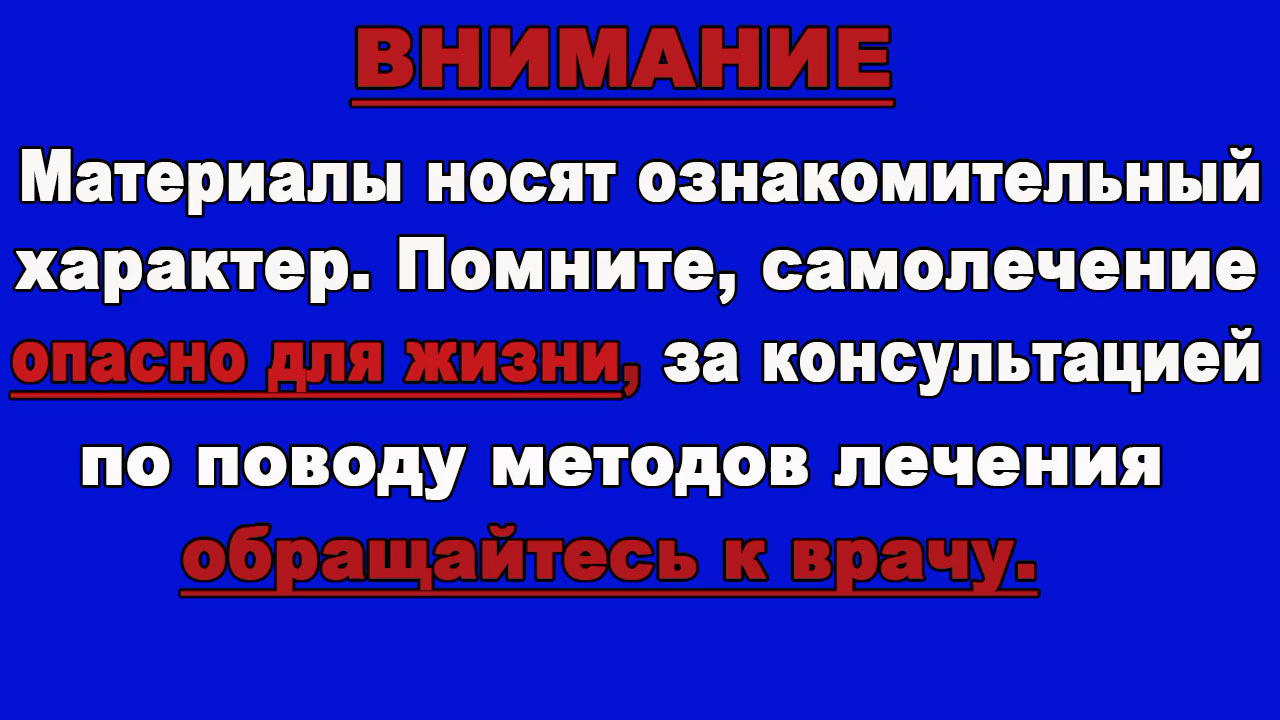 ВНИМАНИЕ
Материалы носят ознакомительный
характер. Помните, самолечение
опасно для жизни, за консультацией
по поводу методов лечения
обращайтесь к врачу.